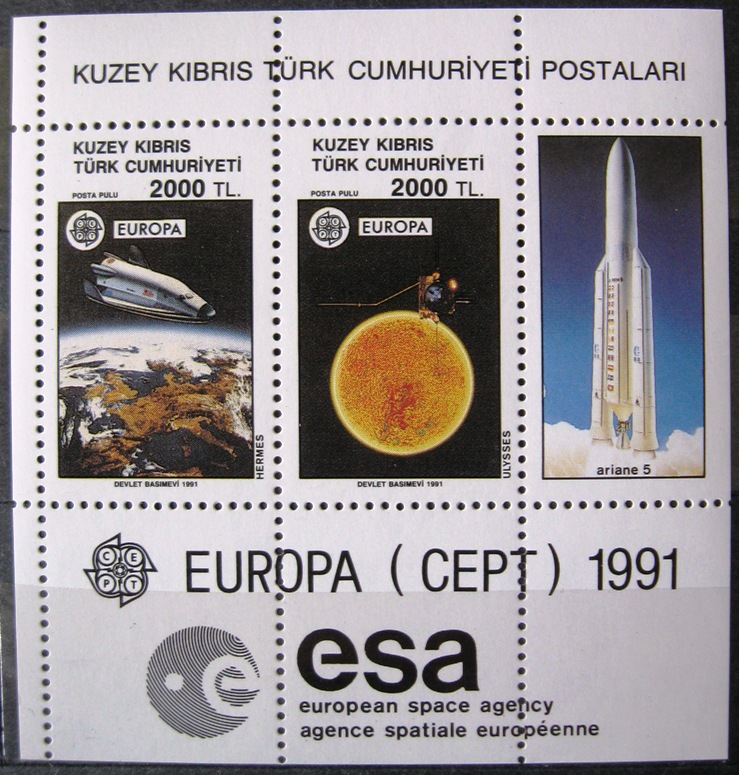 KUZEY KIBRIS TÜRK CUMHURİYETİ POSTALARI
KUZEY KIBRIS
TÜRK CUMHURİYETİ
POSTA PULU 2000 TL.
C E P T
EUROPA
HERMES
DEVLET BASIMEVİ 1991
KUZEY KIBRIS
TÜRK CUMHURİYETİ
POSTA PULU 2000 TL.
C E P T
EUROPA
ULYSSES
DEVLET BASIMEVİ 1991
ariane 5
C E P T
EUROPA (CEPT) 1991
esa
european space agency
agence spatiale européenne